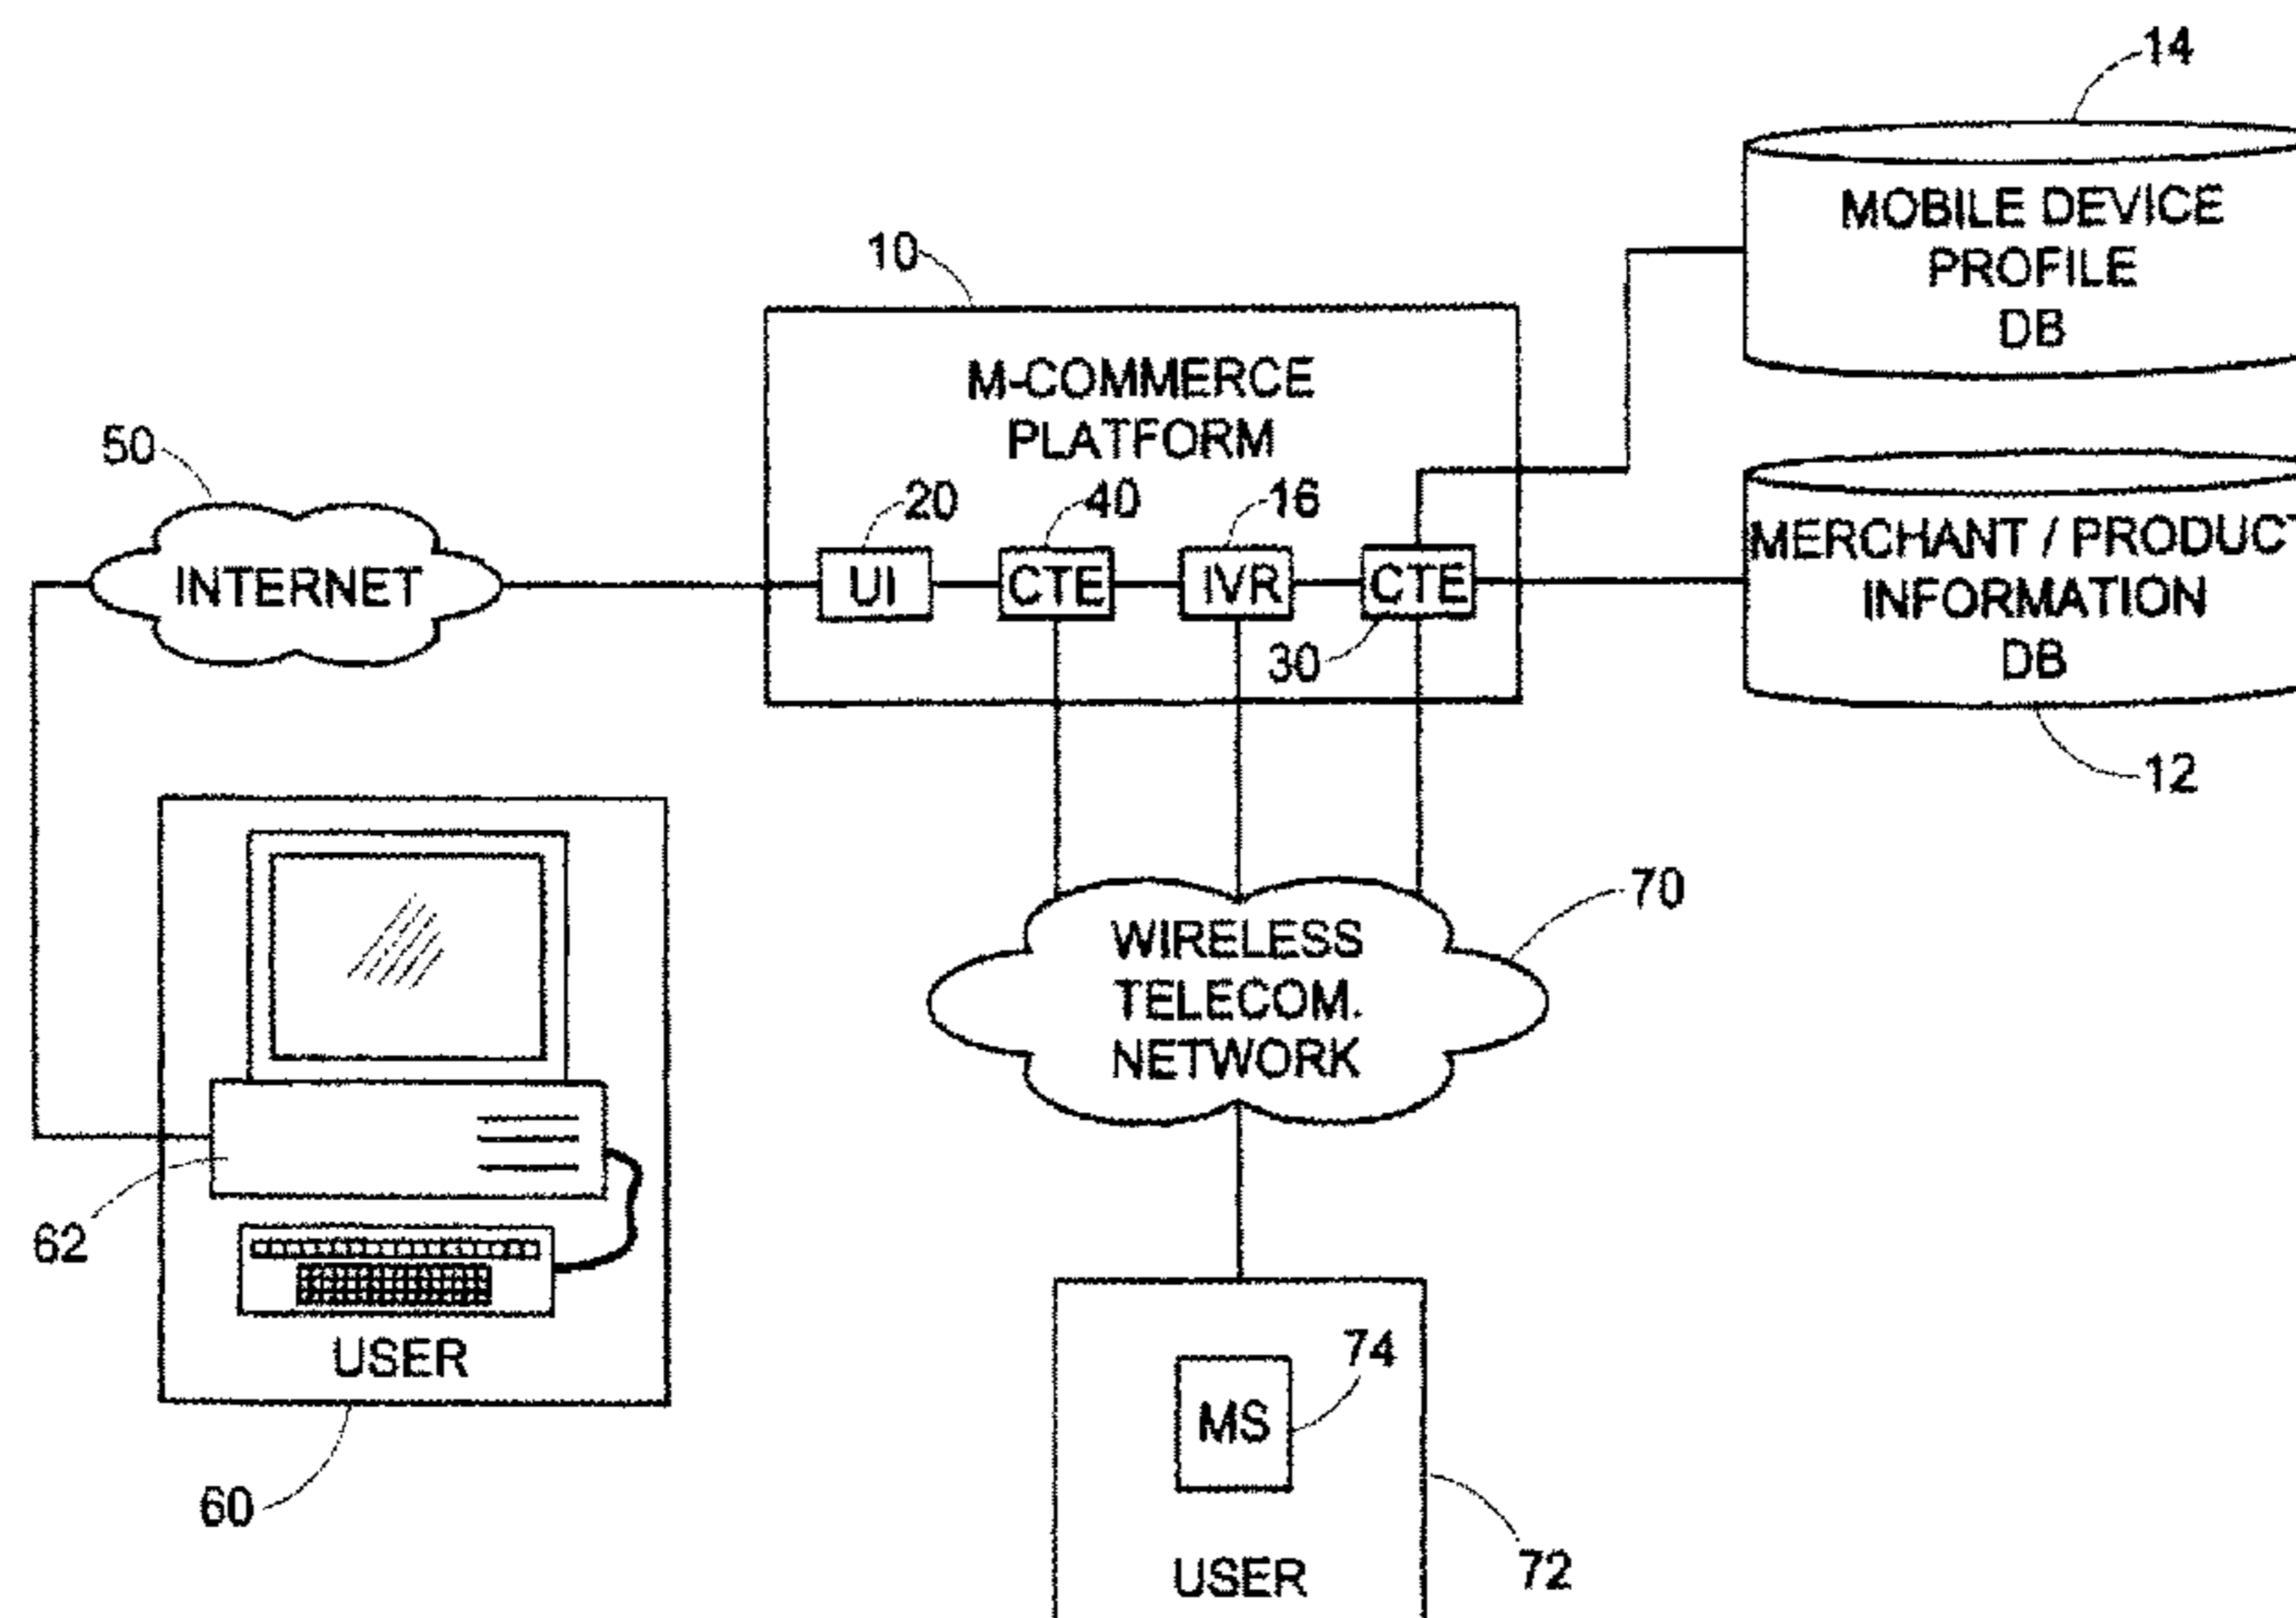 14
MOBILE DEVICE
PROFILE
DB
10
M-COMMERCE
PLATFORM
50
20
40
16
INTERNET
UI
CTE
IVR
CTE
30
MERCHANT / PRODUCT
INFORMATION
DB
12
70
WIRELESS
TELECOM.
NETWORK
62
USER
60
74
MS
72
USER